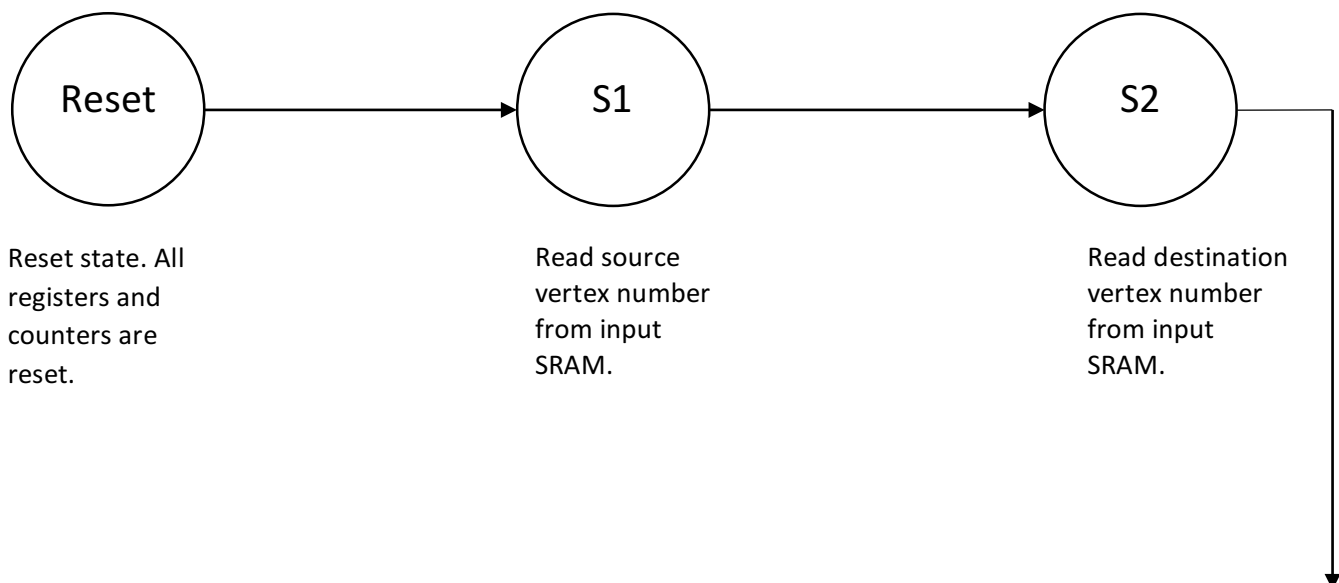 Reset
S1
S2
Reset state. All
registers and
counters are
reset.
Read source
vertex number
from input
SRAM.
Read destination
vertex number
from input
SRAM.